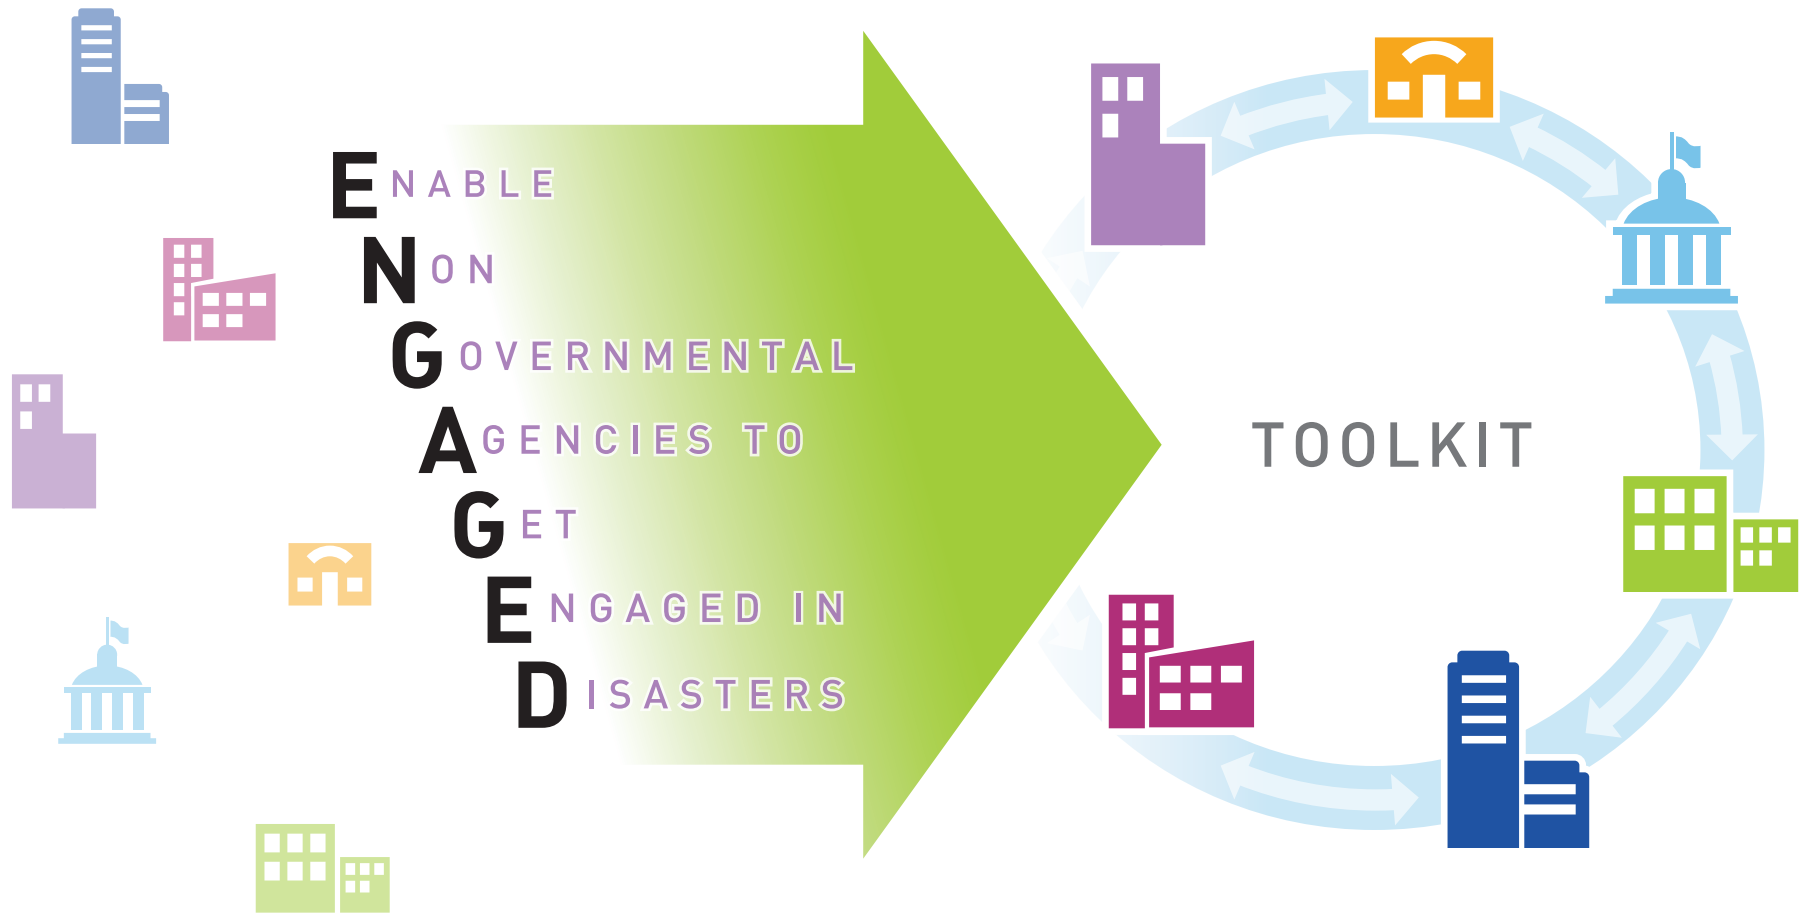 ENABLE
NON
GOVERNMENTAL
AGENCIES TO
GET
ENGAGED IN
DISASTERS
TOOLKIT